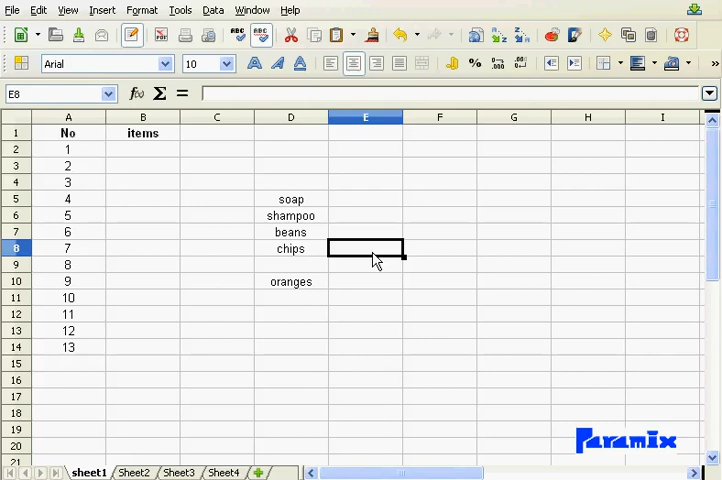 File Edit View Insert Format Tools Data Window Help
ABC ABC
Arial 10 A A A % »
E8 f(x) Σ =
A B C D E F G H I
1 No items
2 1
3 2
4 3
5 4 soap
6 5 shampoo
7 6 beans
8 7 chips
9 8
10 9 oranges
11 10
12 11
13 12
14 13
15
16
17
18
19
20
21
Paramix
sheet1 Sheet2 Sheet3 Sheet4